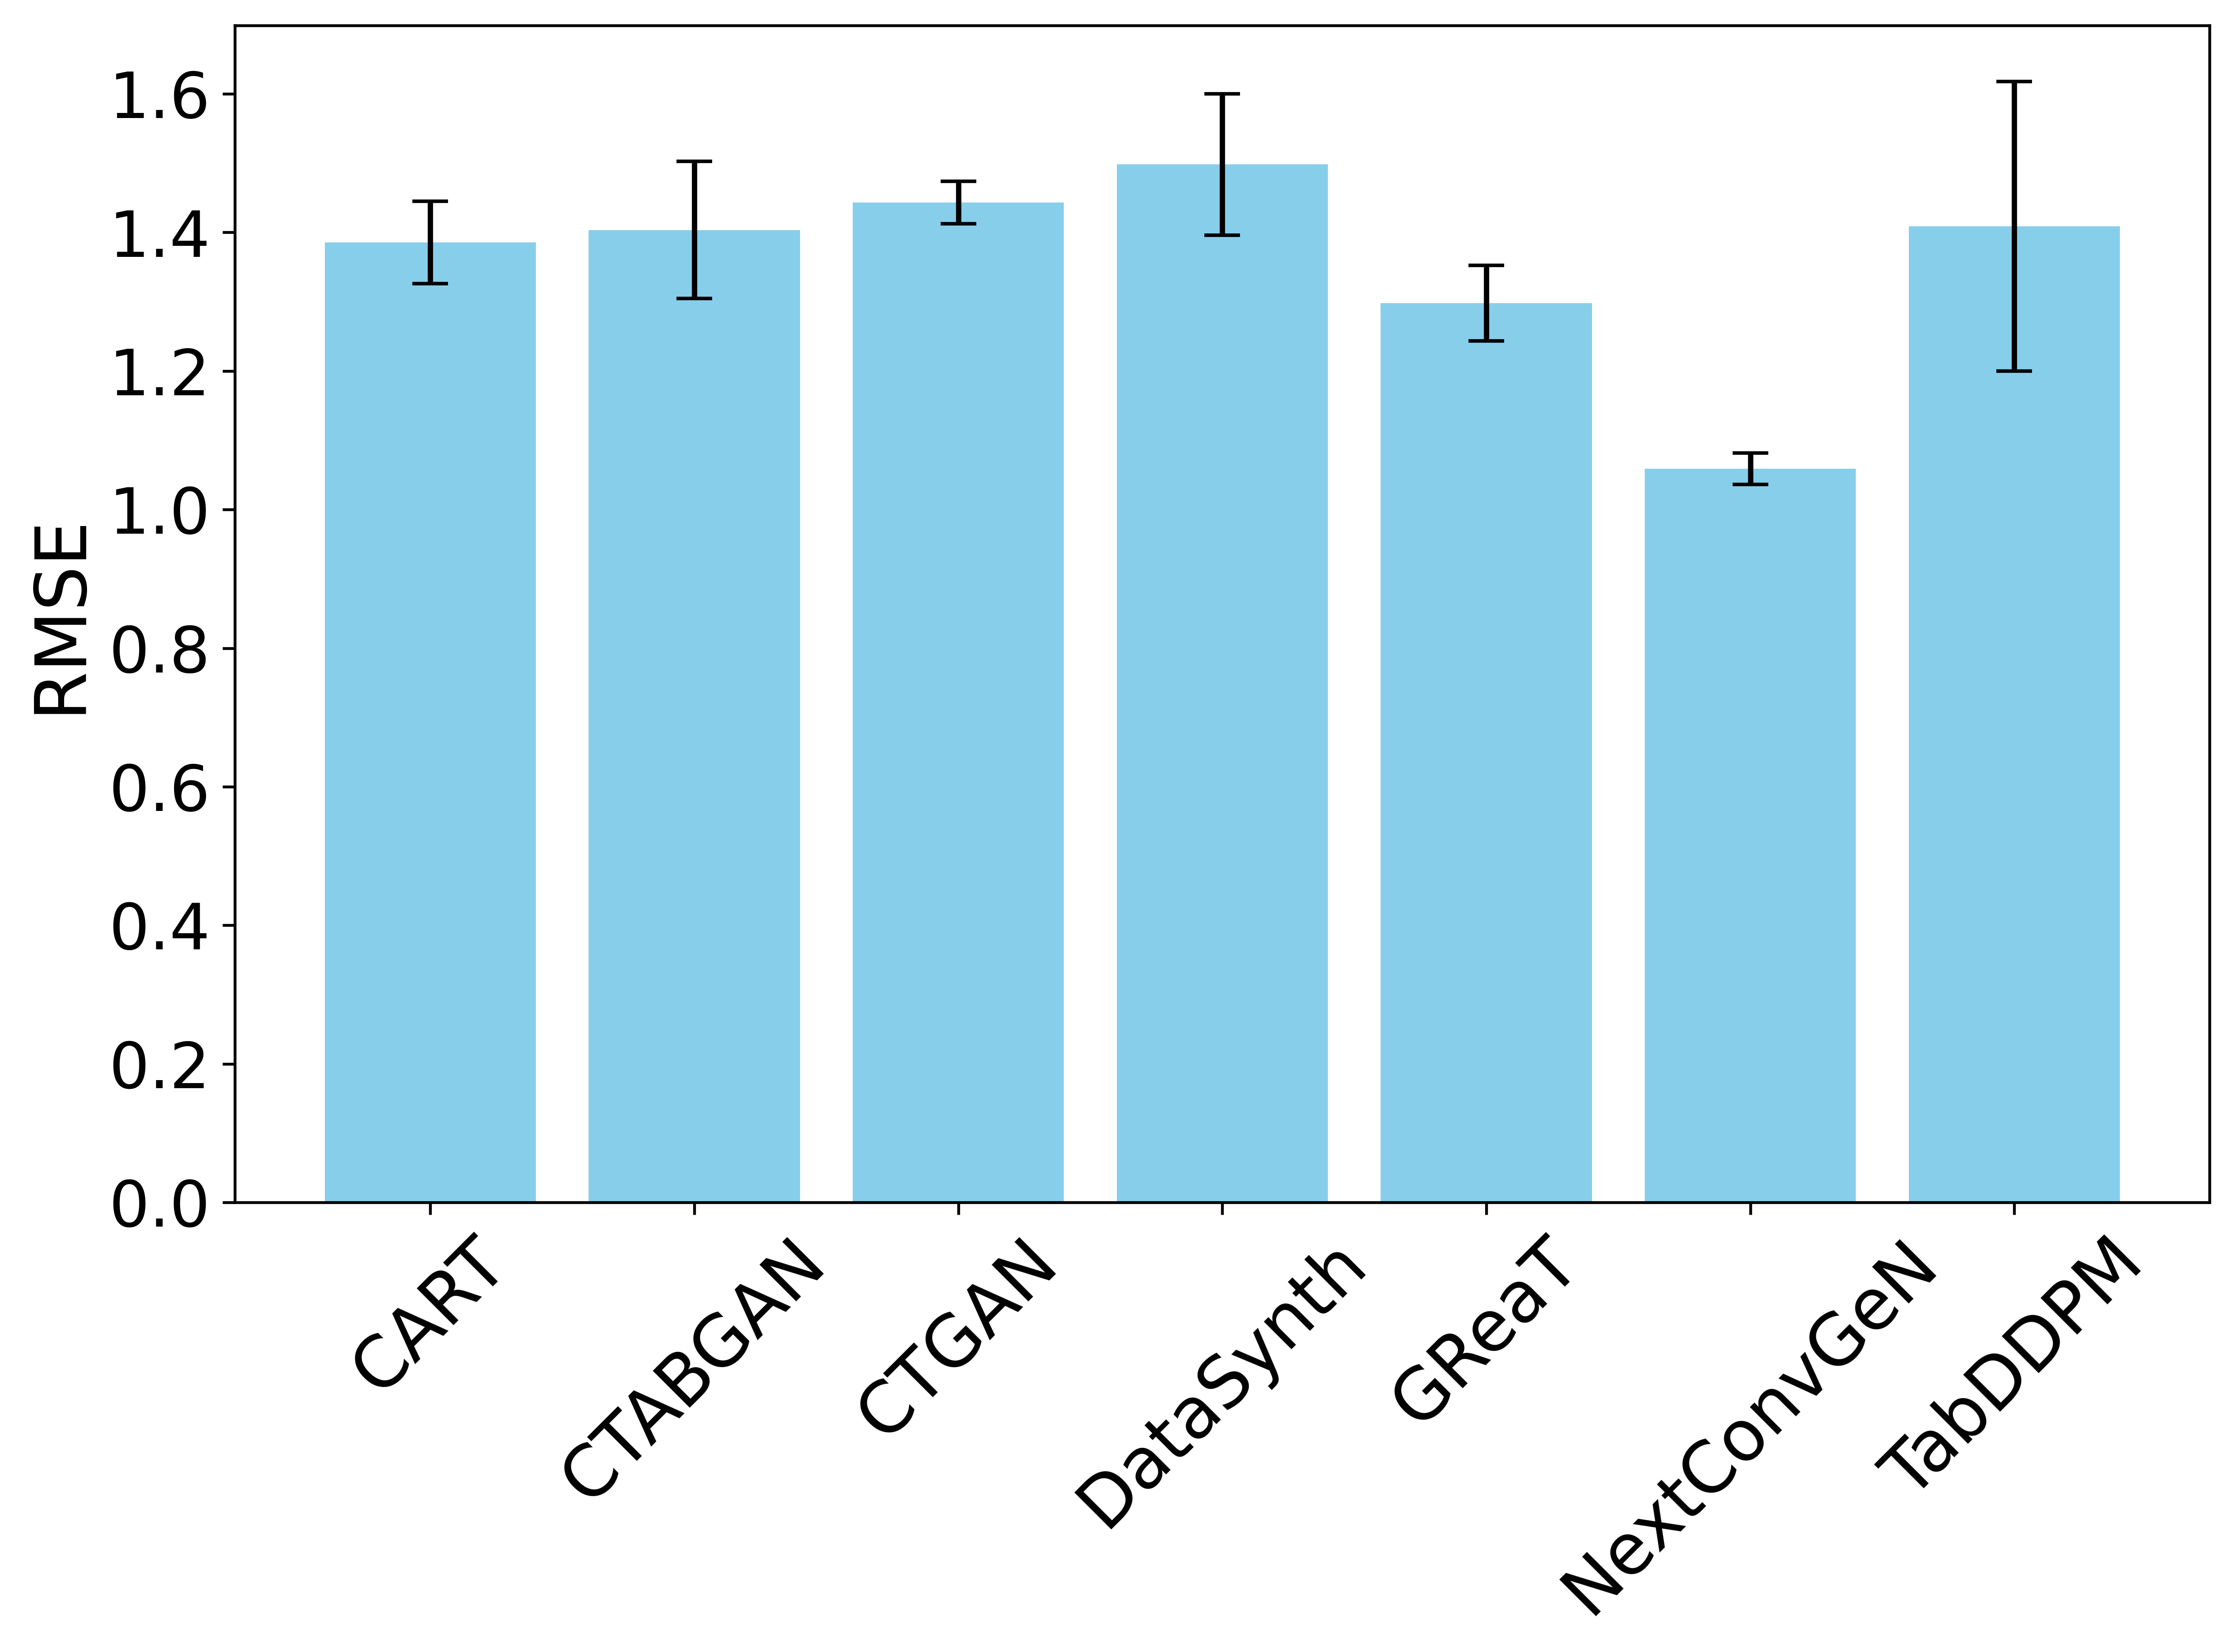 RMSE
1.6
1.4
1.2
1.0
0.8
0.6
0.4
0.2
0.0
CART
CTABGAN
CTGAN
DataSynth
GReaT
NextConvGeN
TabDDPM